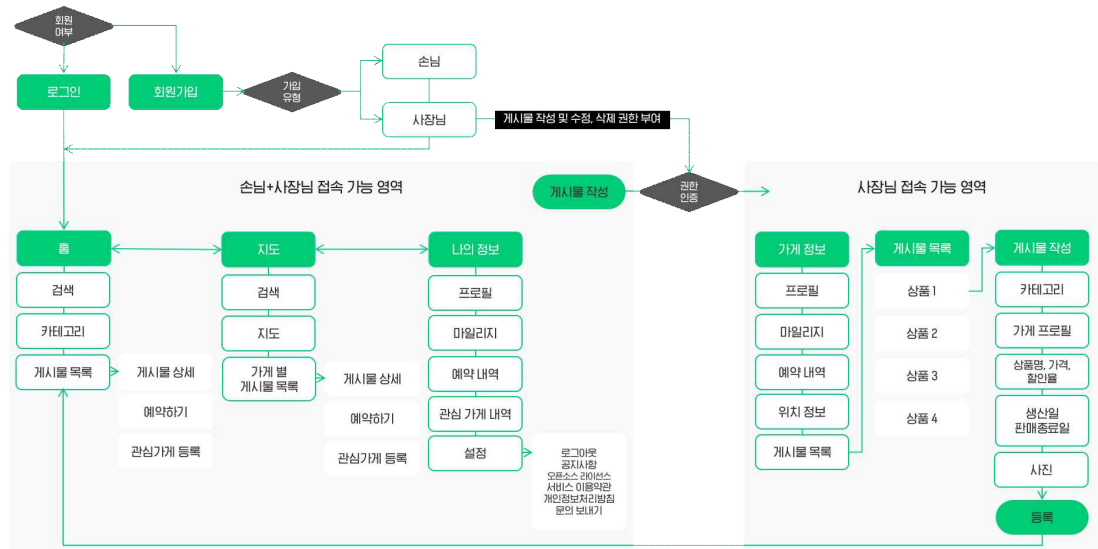 회원
여부
로그인
회원가입
가입
유형
손님
사장님
게시물 작성 및 수정, 삭제 권한 부여
손님+사장님 접속 가능 영역
게시물 작성
권한
인증
사장님 접속 가능 영역
홈
검색
카테고리
게시물 목록
게시물 상세
예약하기
관심가게 등록
지도
검색
지도
가게 별
게시물 목록
게시물 상세
예약하기
관심가게 등록
나의 정보
프로필
마일리지
예약 내역
관심 가게 내역
설정
로그아웃
공지사항
오픈소스 라이선스
서비스 이용약관
개인정보처리방침
문의 보내기
가게 정보
프로필
마일리지
예약 내역
위치 정보
게시물 목록
게시물 목록
상품 1
상품 2
상품 3
상품 4
게시물 작성
카테고리
가게 프로필
상품명, 가격,
할인율
생산일
판매종료일
사진
등록